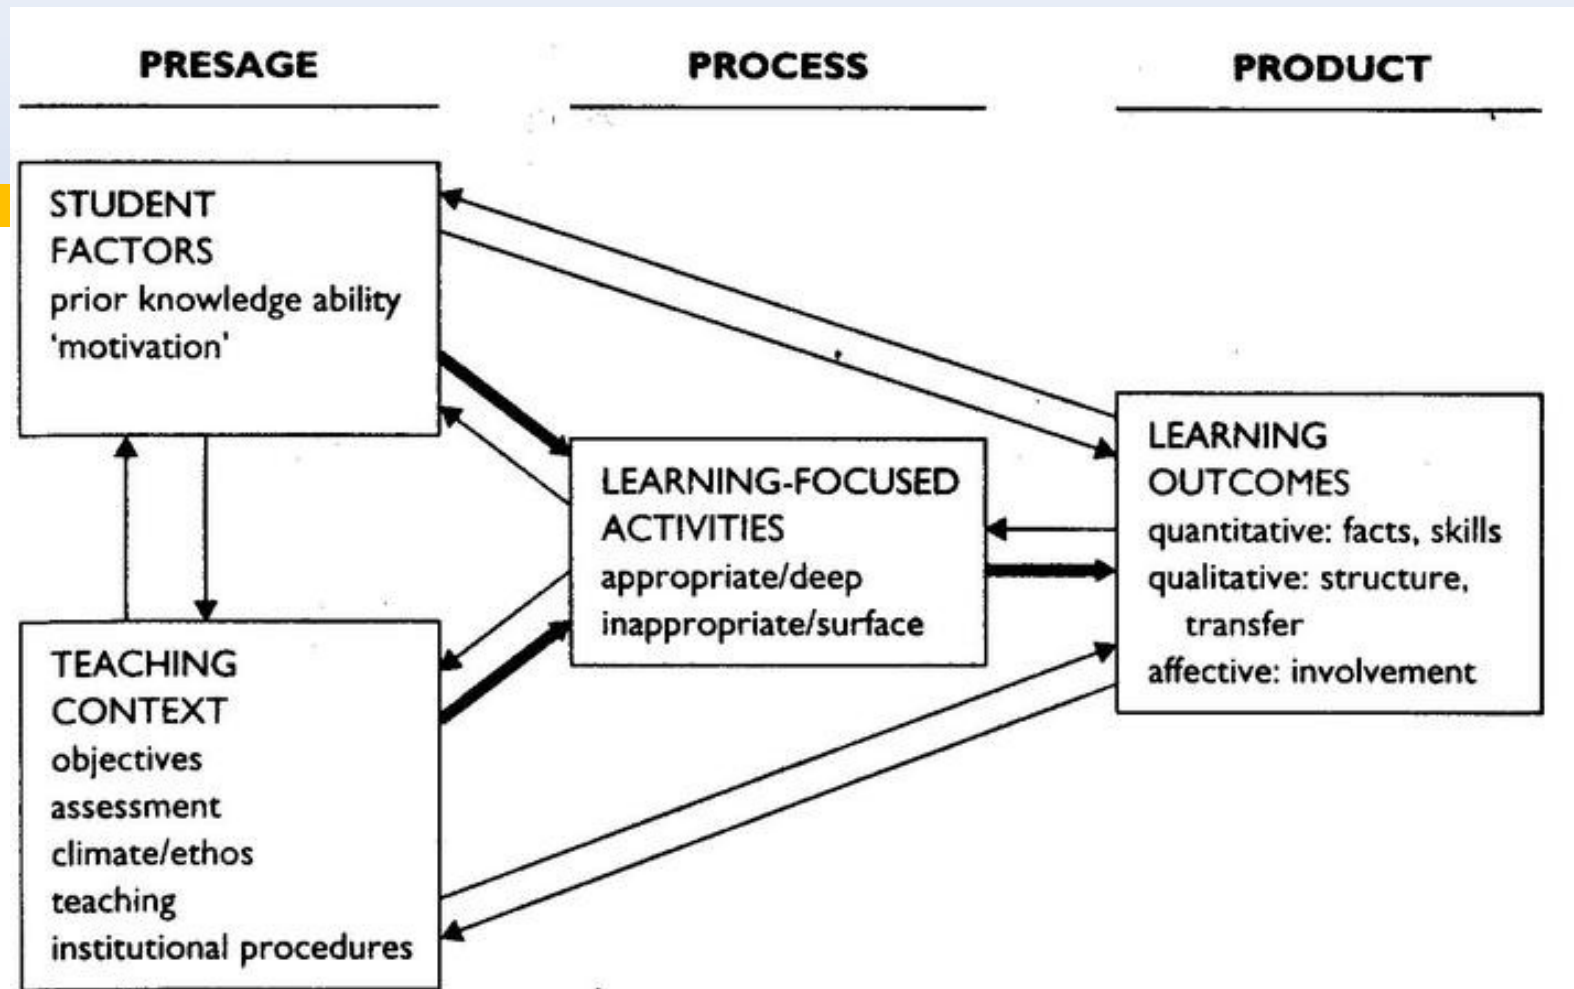 PRESAGE
PROCESS
PRODUCT
STUDENT
FACTORS
prior knowledge ability
'motivation'
LEARNING-FOCUSED
ACTIVITIES
appropriate/deep
inappropriate/surface
LEARNING
OUTCOMES
quantitative: facts, skills
qualitative: structure,
transfer
affective: involvement
TEACHING
CONTEXT
objectives
assessment
climate/ethos
teaching
institutional procedures